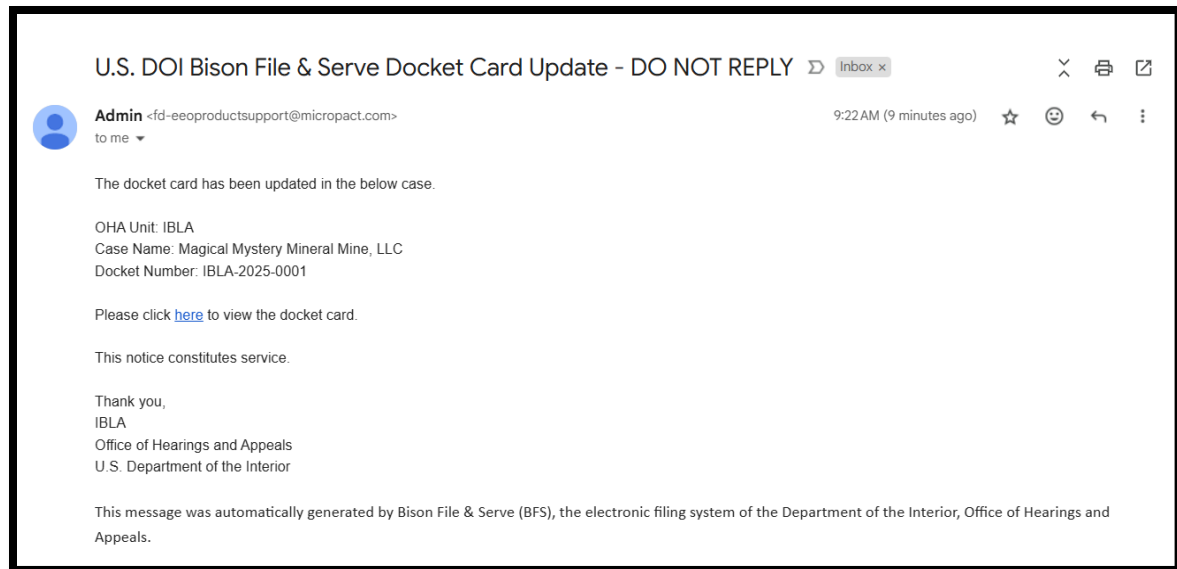 U.S. DOI Bison File & Serve Docket Card Update - DO NOT REPLY Inbox ×
Admin <fd-eeoproductsupport@micropact.com> 9:22 AM (9 minutes ago)
to me
The docket card has been updated in the below case.
OHA Unit: IBLA
Case Name: Magical Mystery Mineral Mine, LLC
Docket Number: IBLA-2025-0001
Please click here to view the docket card.
This notice constitutes service.
Thank you,
IBLA
Office of Hearings and Appeals
U.S. Department of the Interior
This message was automatically generated by Bison File & Serve (BFS), the electronic filing system of the Department of the Interior, Office of Hearings and
Appeals.